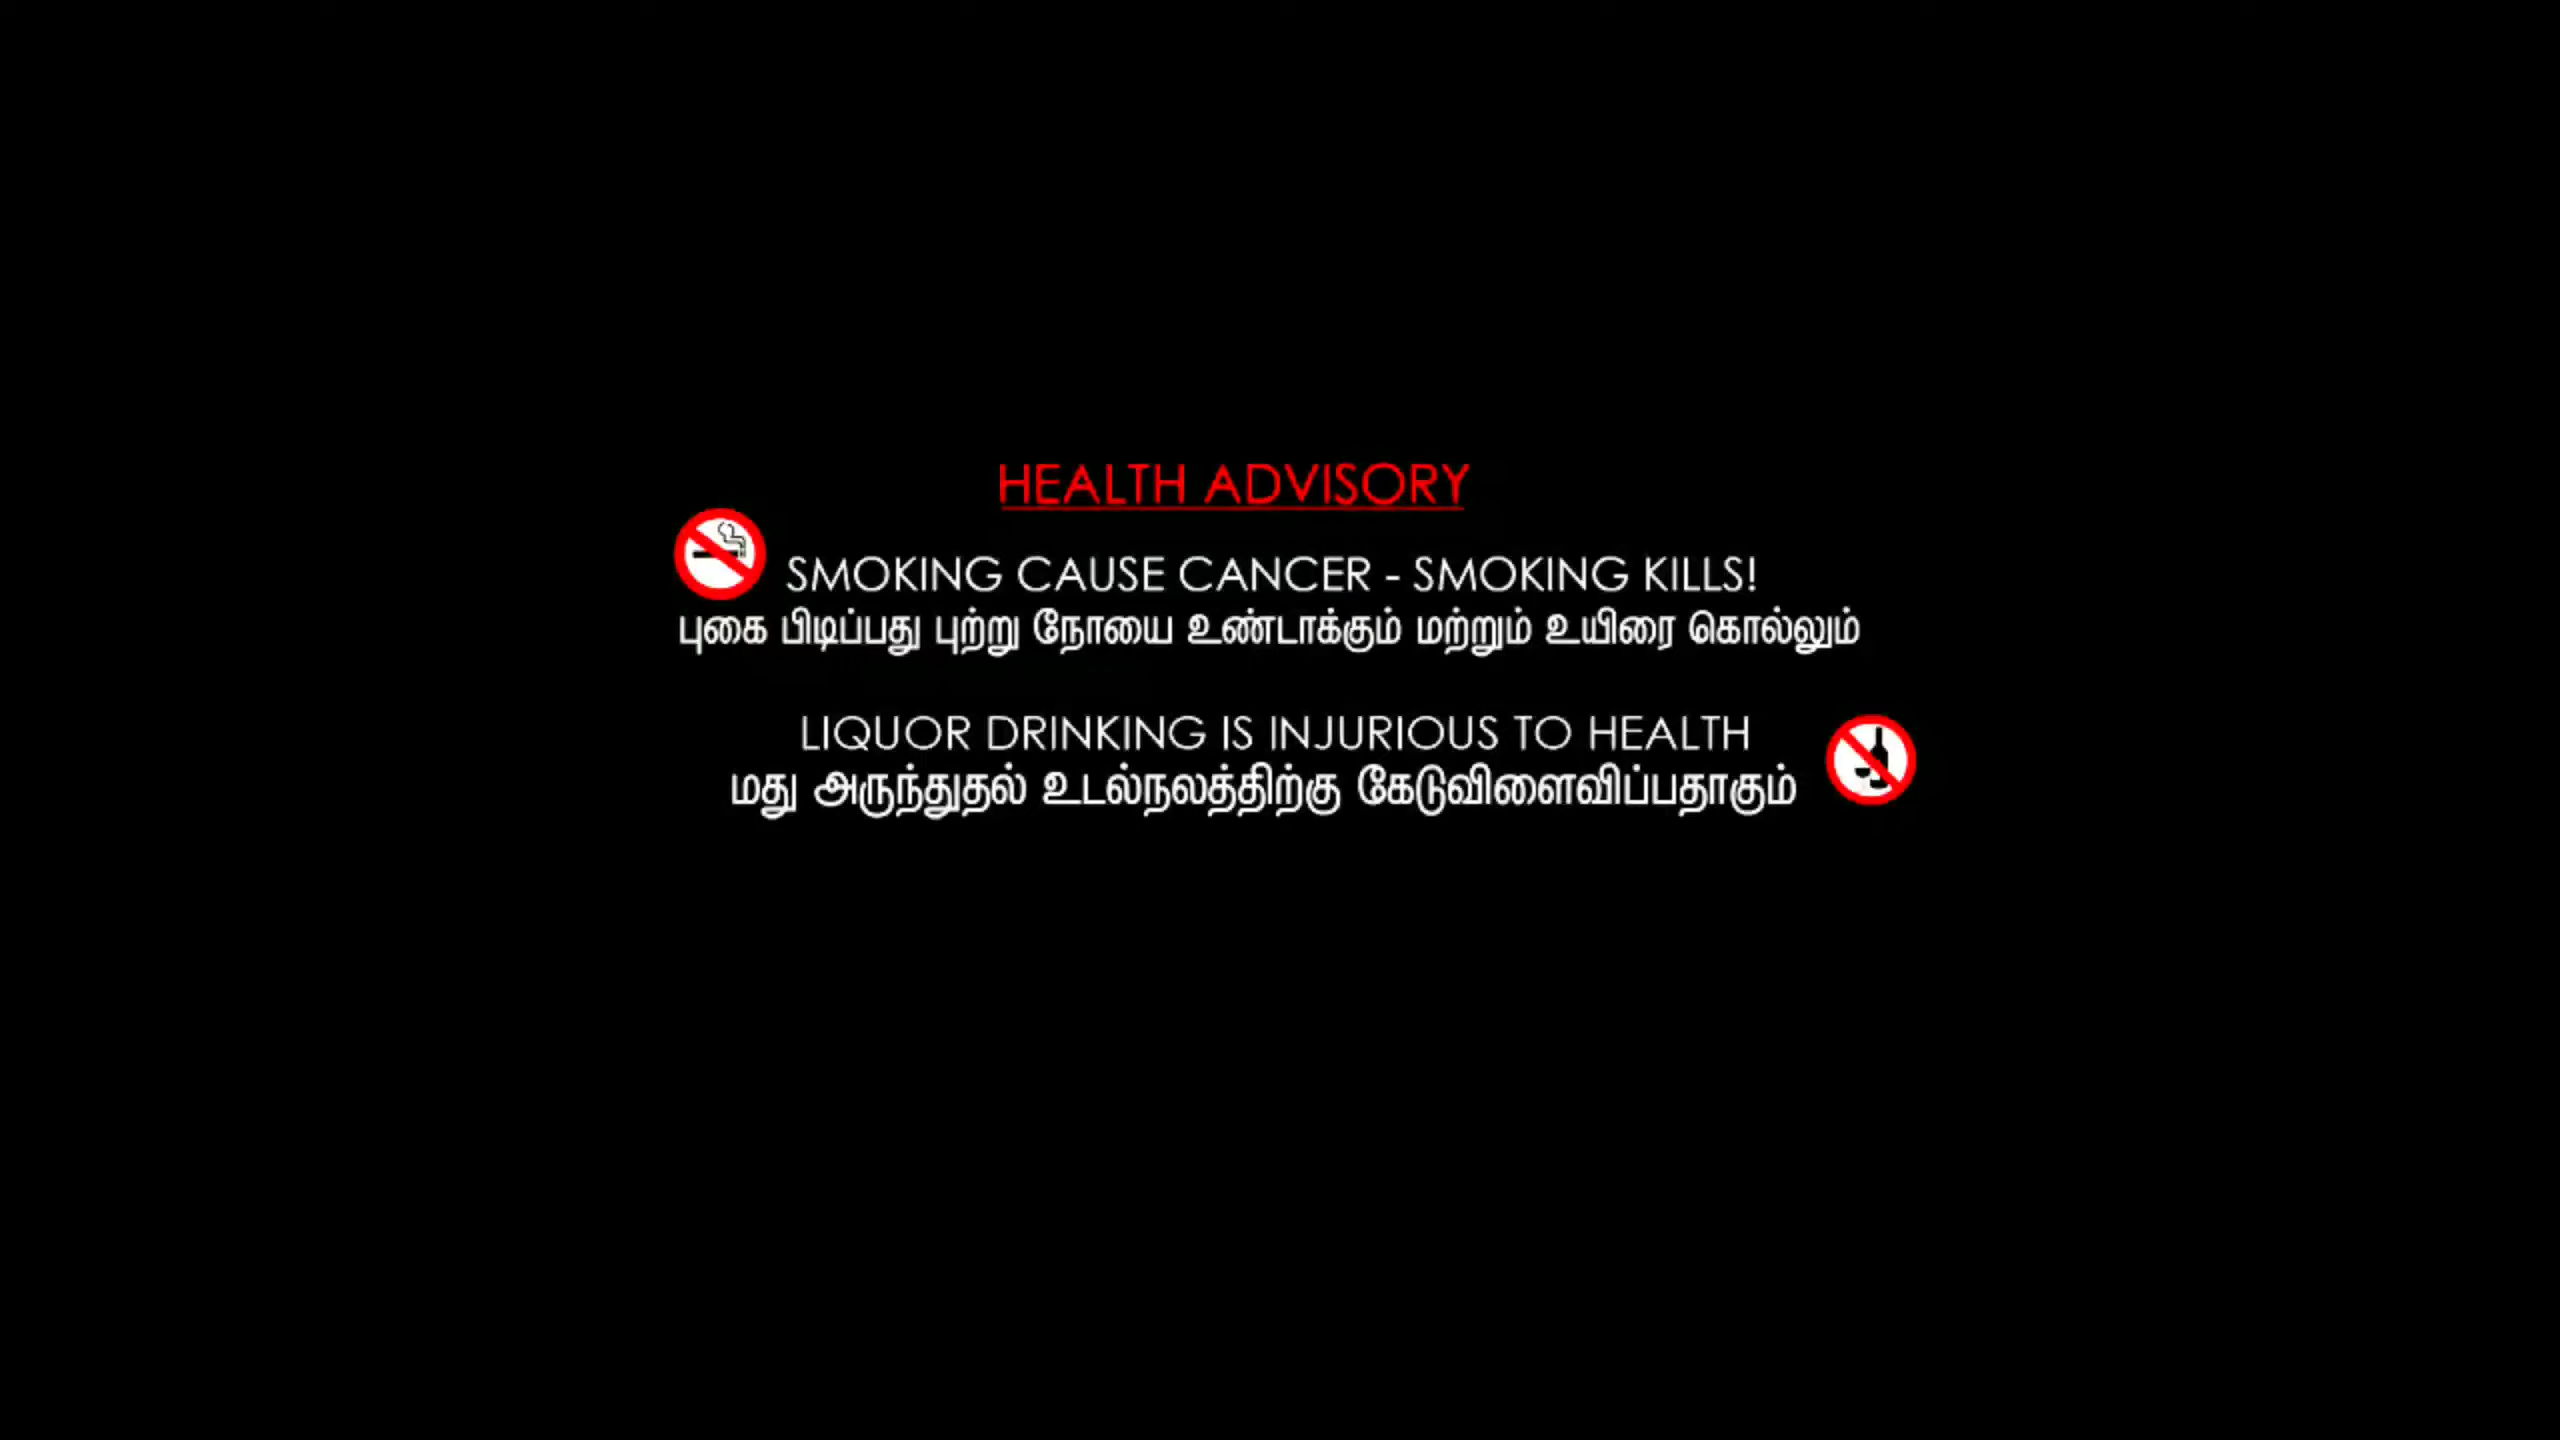 HEALTH ADVISORY
SMOKING CAUSE CANCER - SMOKING KILLS!
புகை பிடிப்பது புற்று நோயை உண்டாக்கும் மற்றும் உயிரை கொல்லும்
LIQUOR DRINKING IS INJURIOUS TO HEALTH
மது அருந்துதல் உடல்நலத்திற்கு கேடுவிளைவிப்பதாகும்